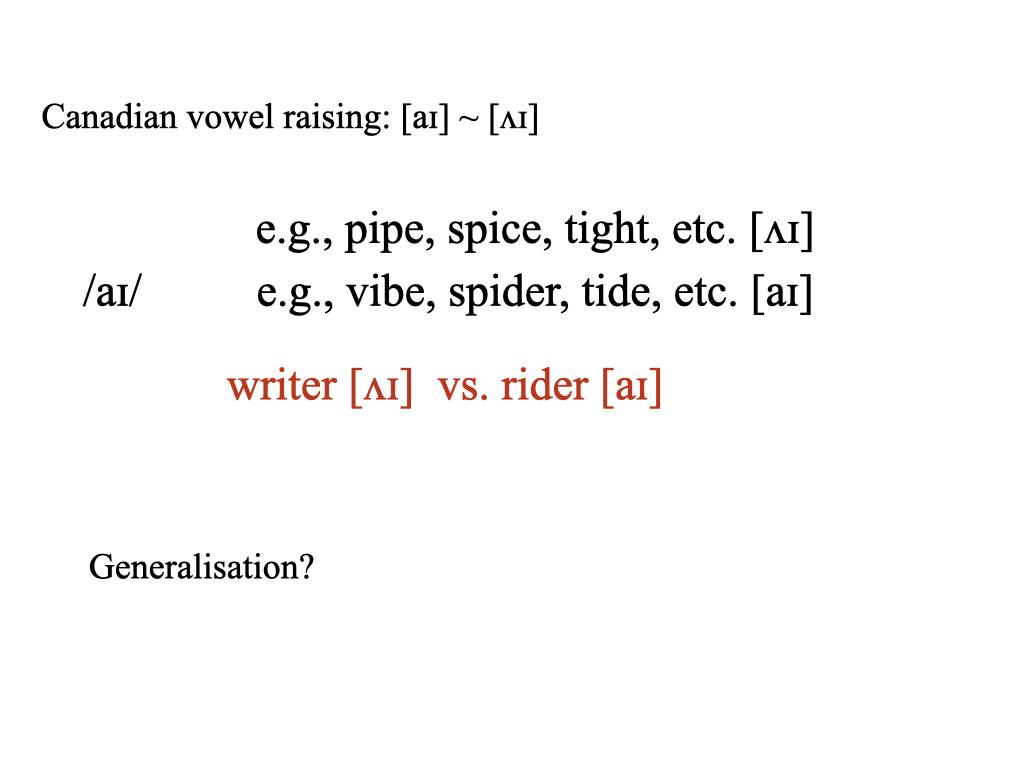 Canadian vowel raising: [aɪ] ~ [ʌɪ]
e.g., pipe, spice, tight, etc. [ʌɪ]
/aɪ/ e.g., vibe, spider, tide, etc. [aɪ]
writer [ʌɪ] vs. rider [aɪ]
Generalisation?